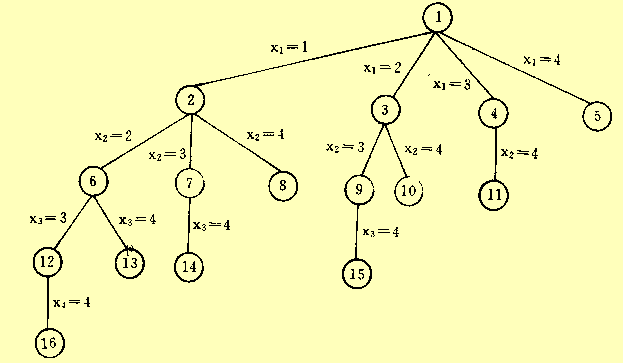 1
x₁=1
x₁=2
x₁=3
x₁=4
2
3
4
5
x₂=2
x₂=3
x₂=4
x₂=3
x₂=4
x₂=4
6
7
8
9
10
11
x₃=3
x₃=4
x₃=4
x₃=4
12
13
14
15
x₄=4
16